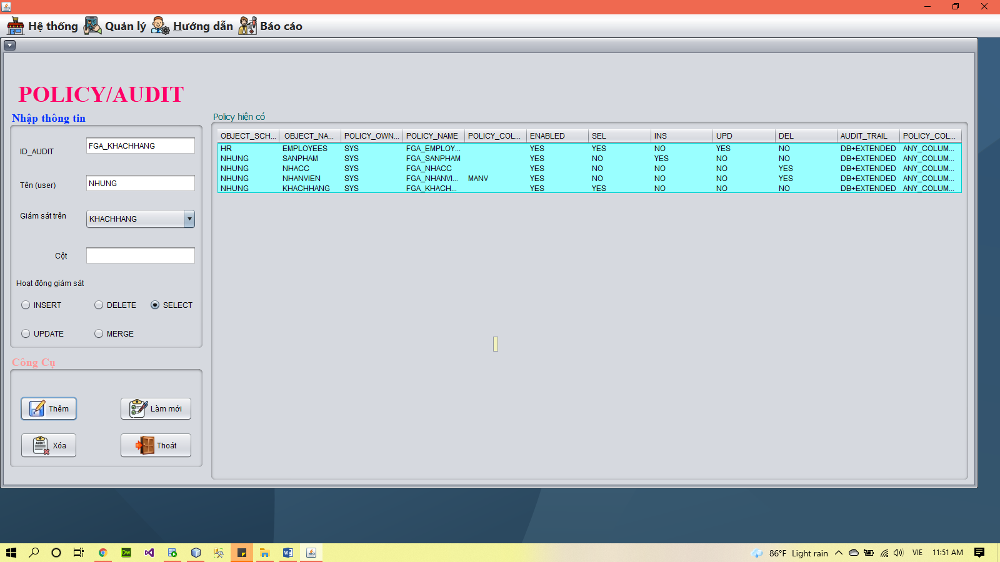 Hệ thống Quản lý Hướng dẫn Báo cáo
POLICY/AUDIT
Nhập thông tin
ID_AUDIT FGA_KHACHHANG
Tên (user) NHUNG
Giám sát trên KHACHHANG
Cột
Hoạt động giám sát
INSERT DELETE SELECT
UPDATE MERGE
Công Cụ
Thêm Làm mới
Xóa Thoát
Policy hiện có
OBJECT_SCH... OBJECT_NA... POLICY_OWN... POLICY_NAME POLICY_COL... ENABLED SEL INS UPD DEL AUDIT_TRAIL POLICY_COL...
HR EMPLOYEES SYS FGA_EMPLOY... YES YES NO YES NO DB+EXTENDED ANY_COLUM...
NHUNG SANPHAM SYS FGA_SANPHAM YES NO YES NO NO DB+EXTENDED ANY_COLUM...
NHUNG NHACC SYS FGA_NHACC YES NO NO NO YES DB+EXTENDED ANY_COLUM...
NHUNG NHANVIEN SYS FGA_NHANVI... MANV YES NO NO NO YES DB+EXTENDED ANY_COLUM...
NHUNG KHACHHANG SYS FGA_KHACH... YES YES NO NO NO DB+EXTENDED ANY_COLUM...
AUDIT
Dw
86°F Light rain VIE 11:51 AM